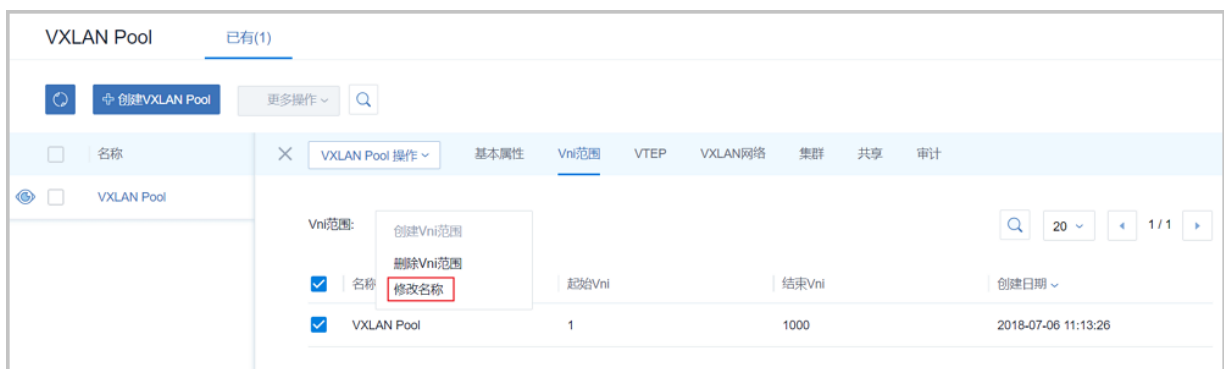 VXLAN Pool 已有(1)
创建VXLAN Pool 更多操作
名称 VXLAN Pool 操作 基本属性 Vni范围 VTEP VXLAN网络 集群 共享 审计
VXLAN Pool
Vni范围: 创建Vni范围 20 1 / 1
删除Vni范围
名称 修改名称 起始Vni 结束Vni 创建日期
VXLAN Pool 1 1000 2018-07-06 11:13:26